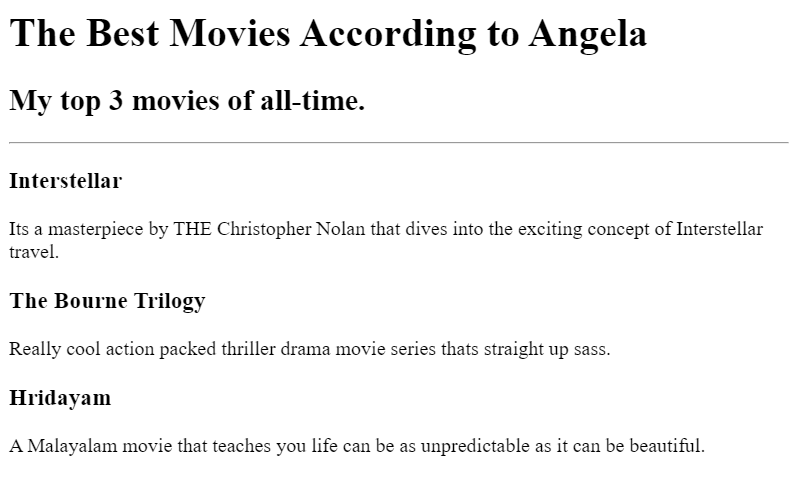 The Best Movies According to Angela
My top 3 movies of all-time.
Interstellar
Its a masterpiece by THE Christopher Nolan that dives into the exciting concept of Interstellar
travel.
The Bourne Trilogy
Really cool action packed thriller drama movie series thats straight up sass.
Hridayam
A Malayalam movie that teaches you life can be as unpredictable as it can be beautiful.